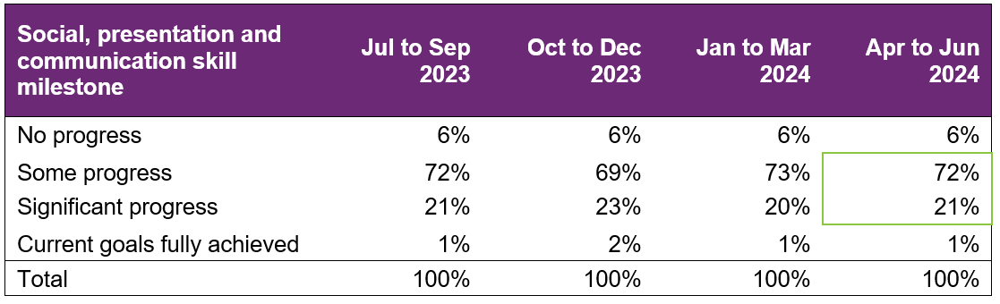 Social, presentation and communication skill milestone Jul to Sep 2023 Oct to Dec 2023 Jan to Mar 2024 Apr to Jun 2024
No progress 6% 6% 6% 6%
Some progress 72% 69% 73% 72%
Significant progress 21% 23% 20% 21%
Current goals fully achieved 1% 2% 1% 1%
Total 100% 100% 100% 100%